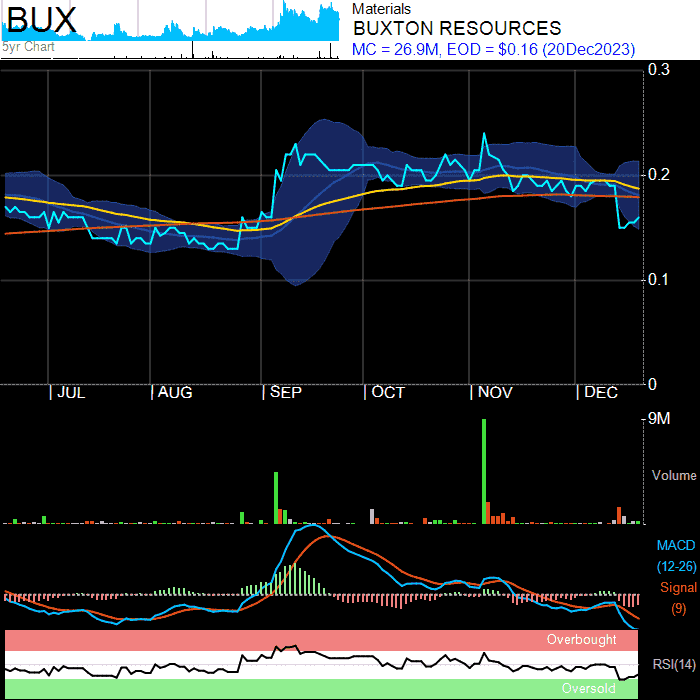 BUX
5yr Chart
Materials
BUXTON RESOURCES
MC = 26.9M, EOD = $0.16 (20Dec2023)
0.3
0.2
0.1
0
| JUL | AUG | SEP | OCT | NOV | DEC
9M
Volume
MACD
(12-26)
Signal
(9)
Overbought
RSI(14)
Oversold